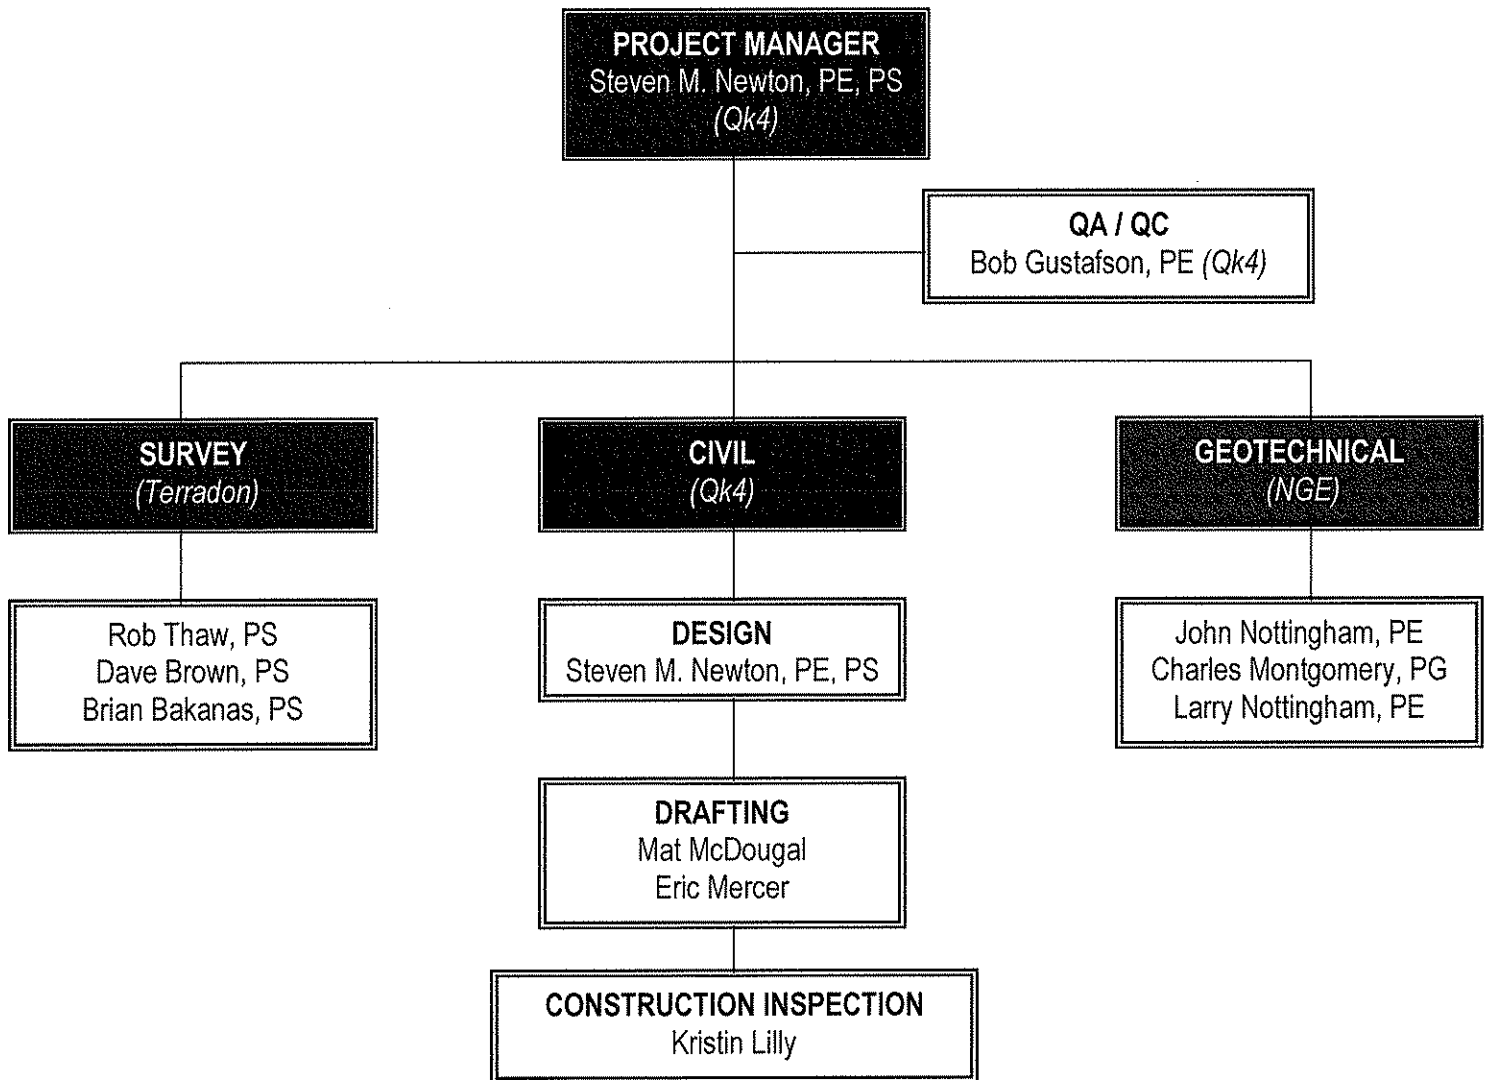 PROJECT MANAGER
Steven M. Newton, PE, PS
(Qk4)
QA / QC
Bob Gustafson, PE (Qk4)
SURVEY
(Terradon)
CIVIL
(Qk4)
GEOTECHNICAL
(NGE)
Rob Thaw, PS
Dave Brown, PS
Brian Bakanas, PS
DESIGN
Steven M. Newton, PE, PS
John Nottingham, PE
Charles Montgomery, PG
Larry Nottingham, PE
DRAFTING
Mat McDougal
Eric Mercer
CONSTRUCTION INSPECTION
Kristin Lilly